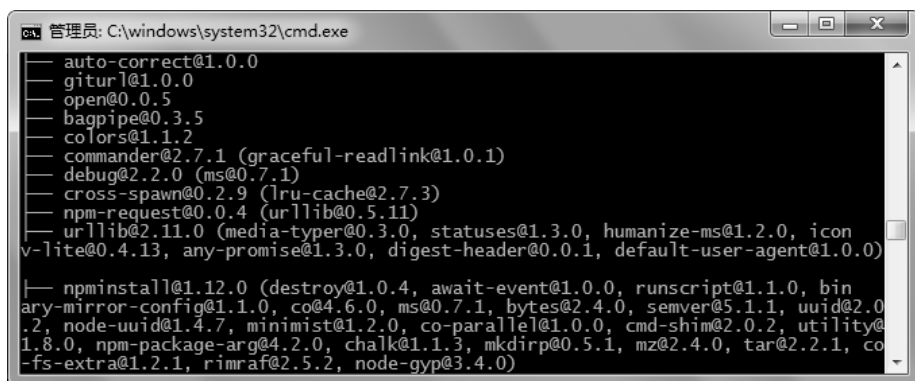 管理员: C:\windows\system32\cmd.exe
├── auto-correct@1.0.0
├── giturl@1.0.0
├── open@0.0.5
├── bagpipe@0.3.5
├── colors@1.1.2
├── commander@2.7.1 (graceful-readlink@1.0.1)
├── debug@2.2.0 (ms@0.7.1)
├── cross-spawn@0.2.9 (lru-cache@2.7.3)
├── npm-request@0.0.4 (urllib@0.5.11)
├── urllib@2.11.0 (media-typer@0.3.0, statuses@1.3.0, humanize-ms@1.2.0, icon
v-lite@0.4.13, any-promise@1.3.0, digest-header@0.0.1, default-user-agent@1.0.0)
├── npminstall@1.12.0 (destroy@1.0.4, await-event@1.0.0, runscript@1.1.0, bin
ary-mirror-config@1.1.0, co@4.6.0, ms@0.7.1, bytes@2.4.0, semver@5.1.1, uuid@2.0
.2, node-uuid@1.4.7, minimist@1.2.0, co-parallel@1.0.0, cmd-shim@2.0.2, utility@
1.8.0, npm-package-arg@4.2.0, chalk@1.1.3, mkdirp@0.5.1, mz@2.4.0, tar@2.2.1, co
-fs-extra@1.2.1, rimraf@2.5.2, node-gyp@3.4.0)